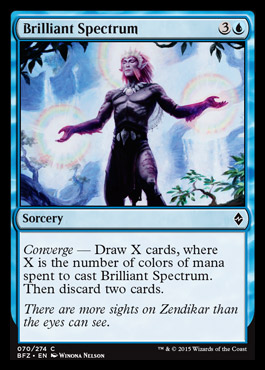 Brilliant Spectrum 3
Sorcery
Converge — Draw X cards, where
X is the number of colors of mana
spent to cast Brilliant Spectrum.
Then discard two cards.
There are more sights on Zendikar than
the eyes can see.
070/274 C
BFZ • EN Winona Nelson
™ & © 2015 Wizards of the Coast